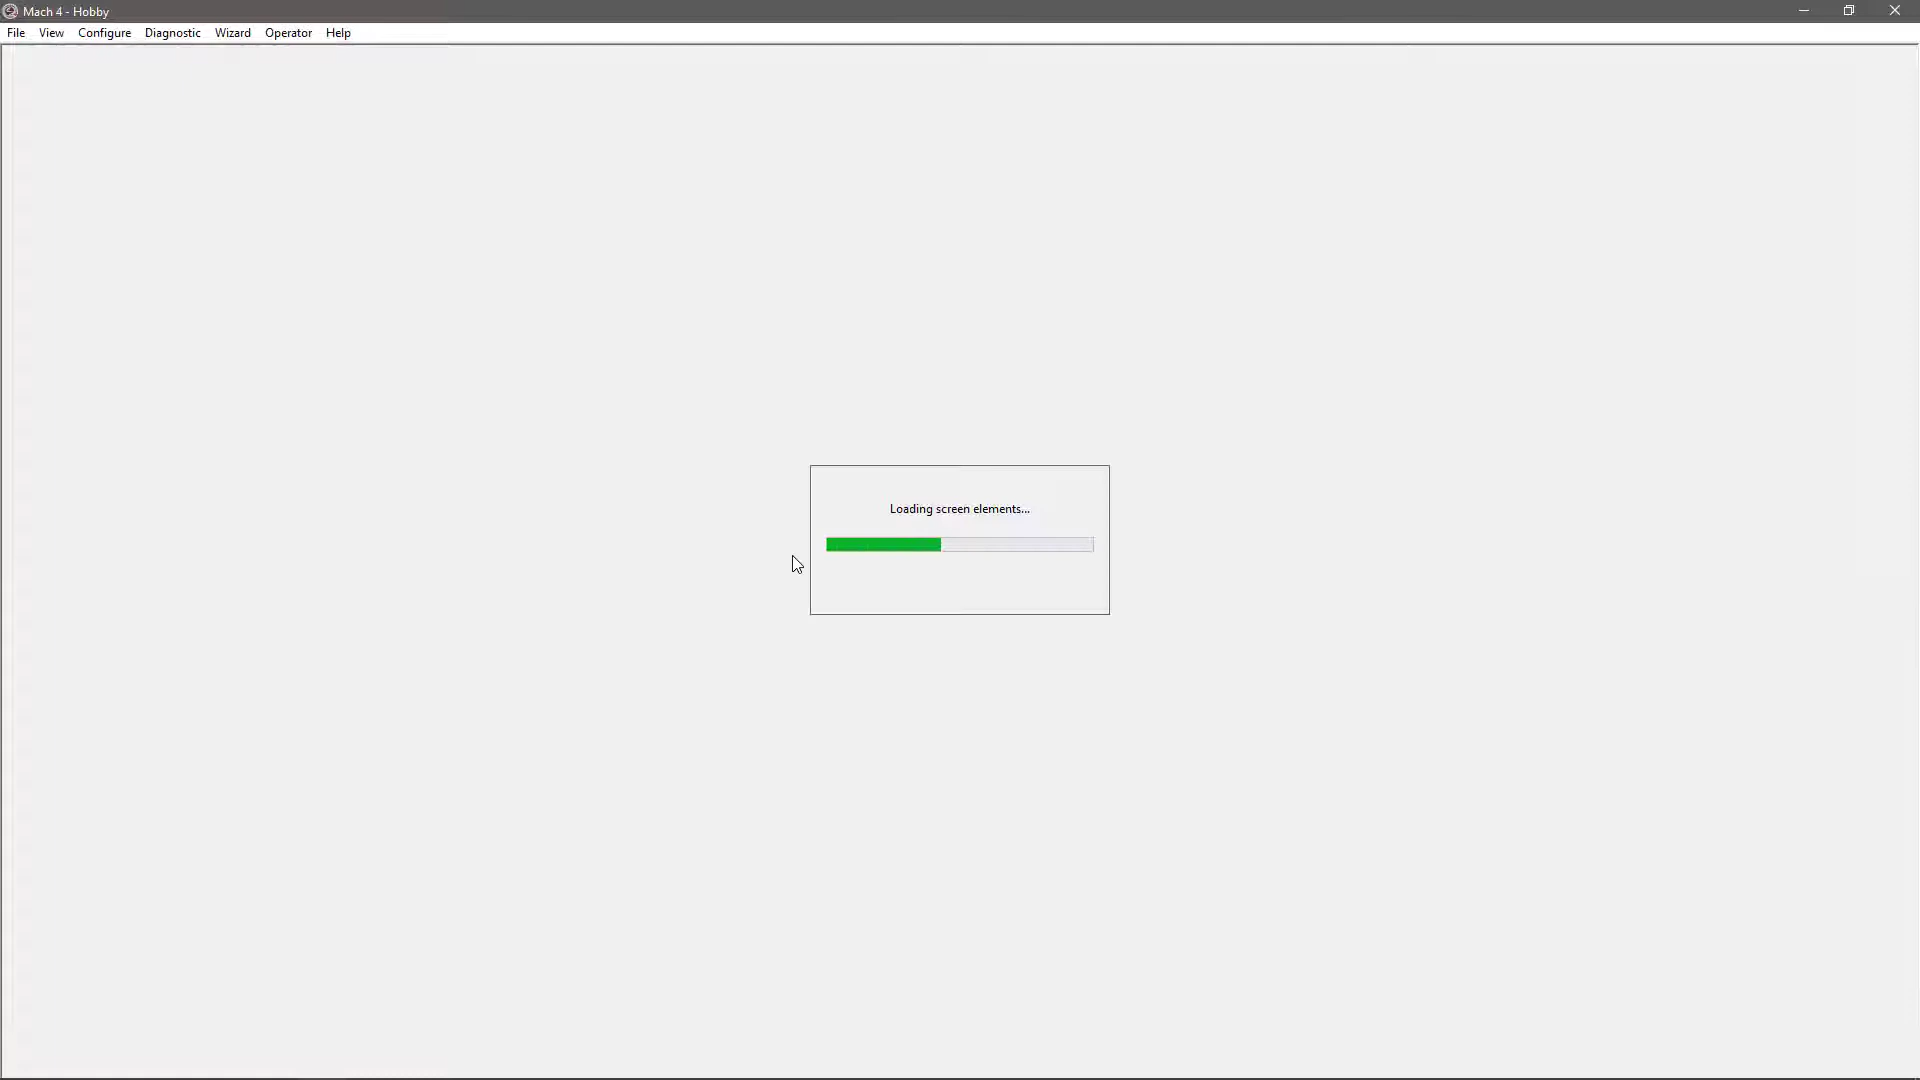 Mach 4 - Hobby
File View Configure Diagnostic Wizard Operator Help
Loading screen elements...